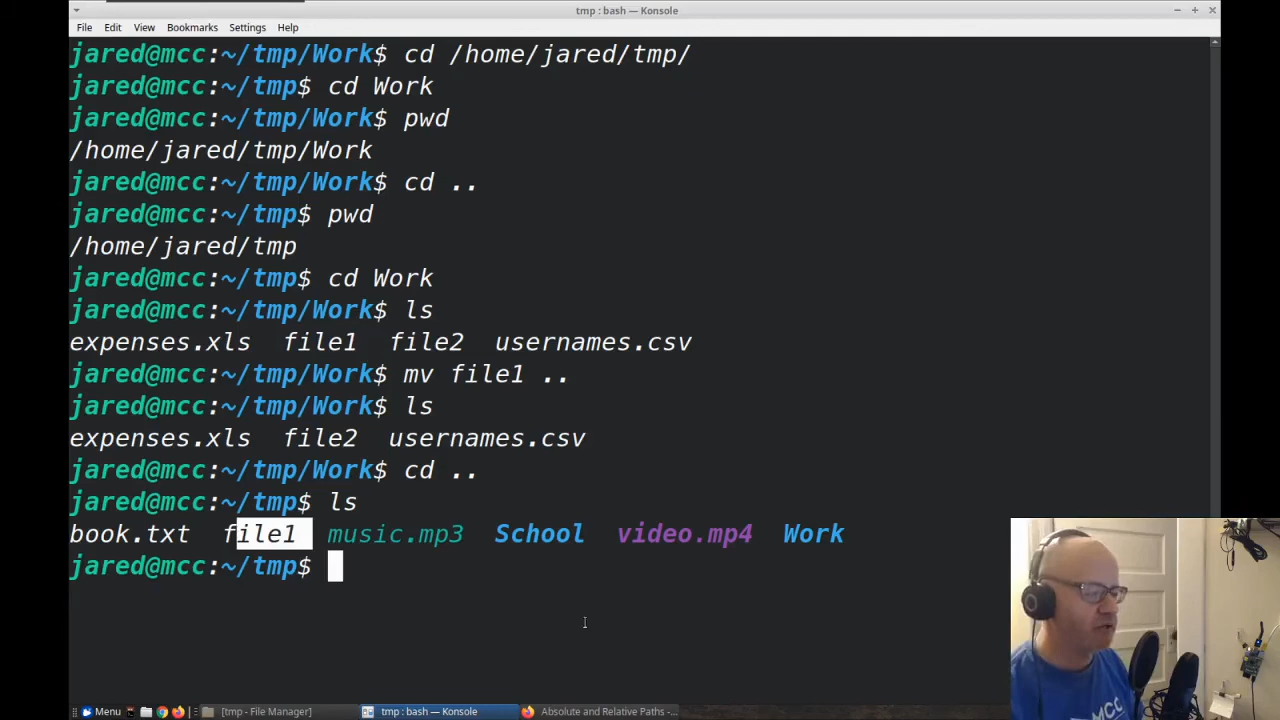 tmp : bash — Konsole
File Edit View Bookmarks Settings Help
jared@mcc:~/tmp/Work$ cd /home/jared/tmp/
jared@mcc:~/tmp$ cd Work
jared@mcc:~/tmp/Work$ pwd
/home/jared/tmp/Work
jared@mcc:~/tmp/Work$ cd ..
jared@mcc:~/tmp$ pwd
/home/jared/tmp
jared@mcc:~/tmp$ cd Work
jared@mcc:~/tmp/Work$ ls
expenses.xls file1 file2 usernames.csv
jared@mcc:~/tmp/Work$ mv file1 ..
jared@mcc:~/tmp/Work$ ls
expenses.xls file2 usernames.csv
jared@mcc:~/tmp/Work$ cd ..
jared@mcc:~/tmp$ ls
book.txt file1 music.mp3 School video.mp4 Work
jared@mcc:~/tmp$
MCC
Menu [tmp - File Manager] tmp : bash — Konsole Absolute and Relative Paths -...